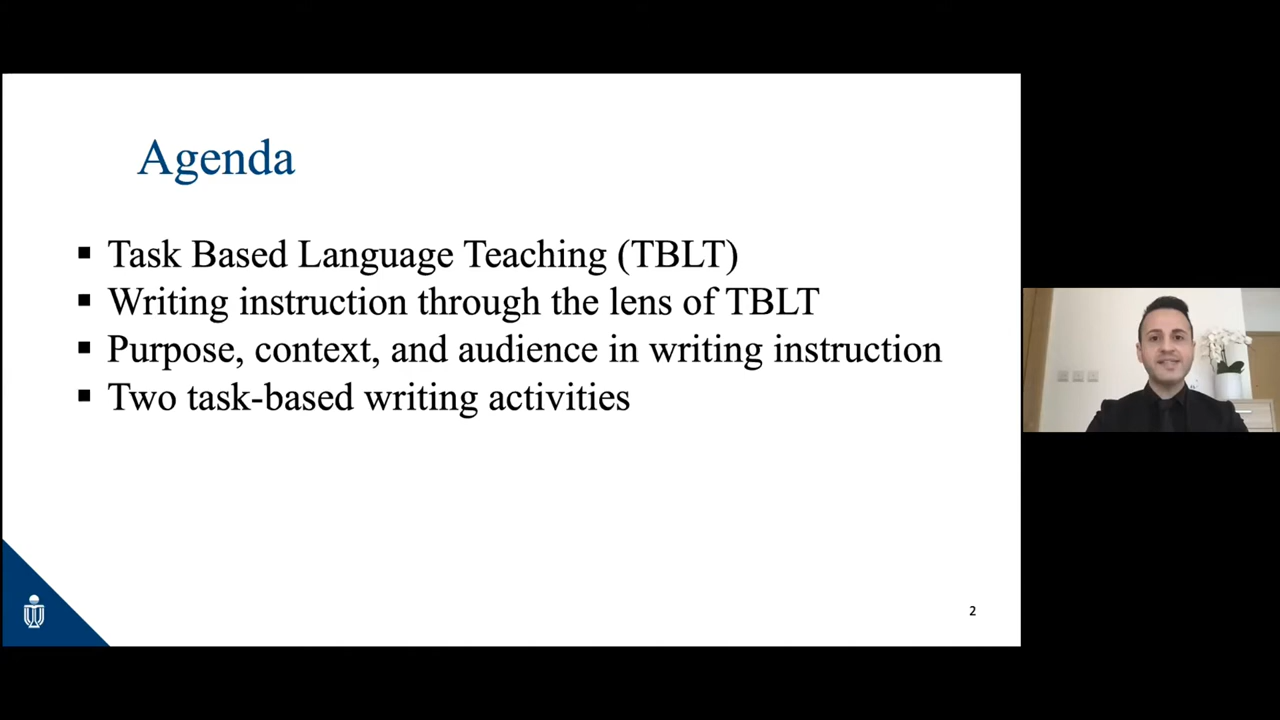 Agenda
▪ Task Based Language Teaching (TBLT)
▪ Writing instruction through the lens of TBLT
▪ Purpose, context, and audience in writing instruction
▪ Two task-based writing activities
2